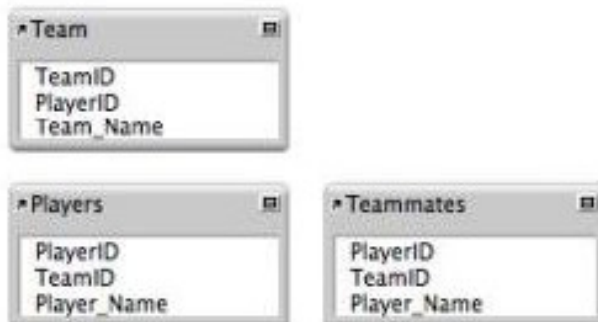 Team
TeamID
PlayerID
Team_Name
Players
PlayerID
TeamID
Player_Name
Teammates
PlayerID
TeamID
Player_Name